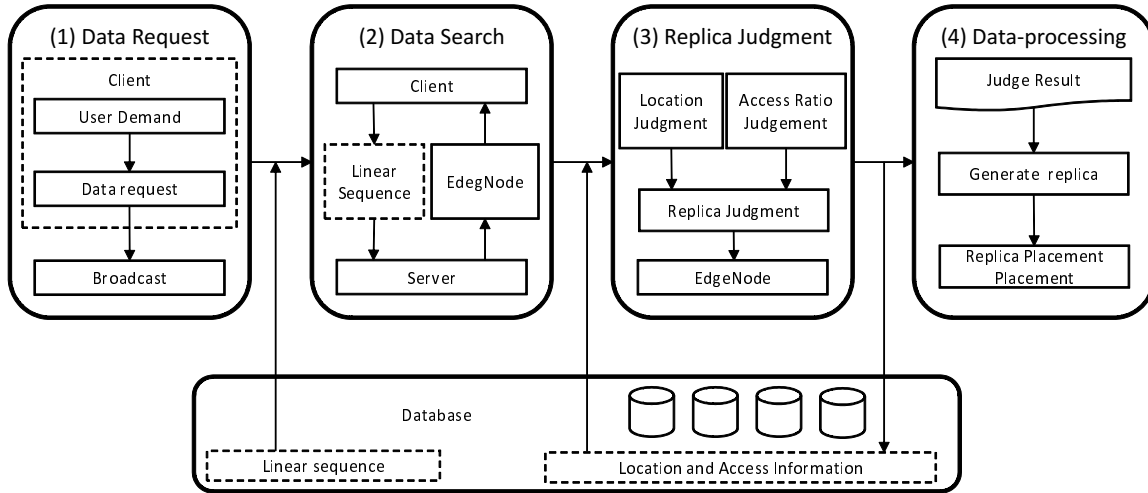 (1) Data Request
Client
User Demand
Data request
Broadcast
(2) Data Search
Client
Linear
Sequence
EdegNode
Server
(3) Replica Judgment
Location
Judgment
Access Ratio
Judgement
Replica Judgment
EdgeNode
(4) Data-processing
Judge Result
Generate replica
Replica Placement
Placement
Database
Linear sequence
Location and Access Information